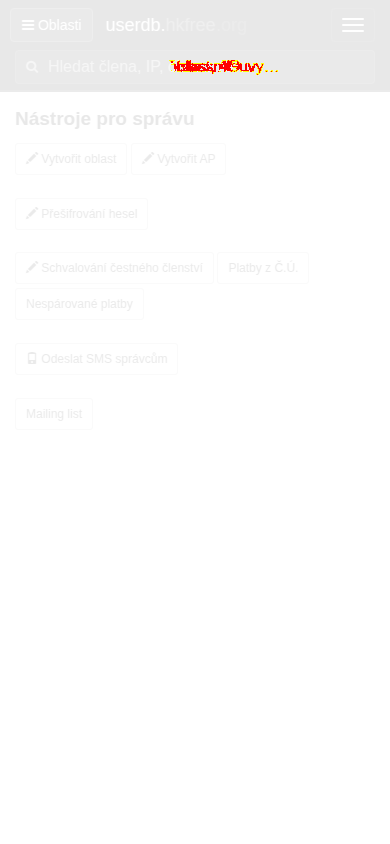 Oblasti
userdb.hkfree.org
Hledat člena, IP,
Nástroje pro správu
Vytvořit oblast
Vytvořit AP
Přešifrování hesel
Schvalování čestného členství
Platby z Č.Ú.
Nespárované platby
Odeslat SMS správcům
Mailing list